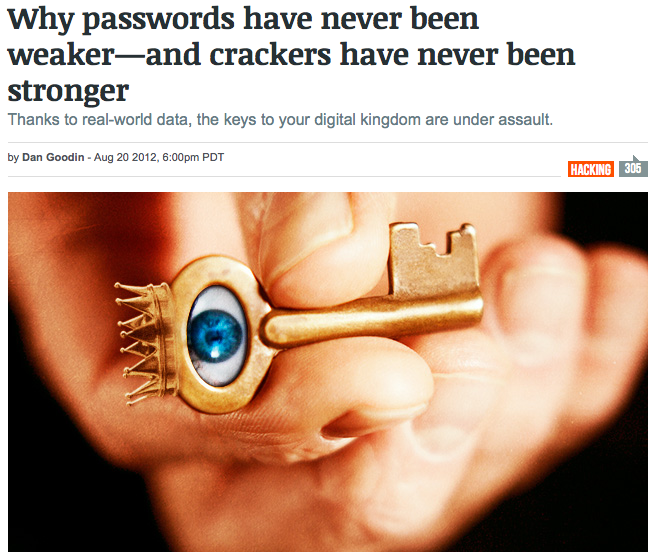 Why passwords have never been
weaker—and crackers have never been
stronger
Thanks to real-world data, the keys to your digital kingdom are under assault.
by Dan Goodin - Aug 20 2012, 6:00pm PDT
HACKING 305